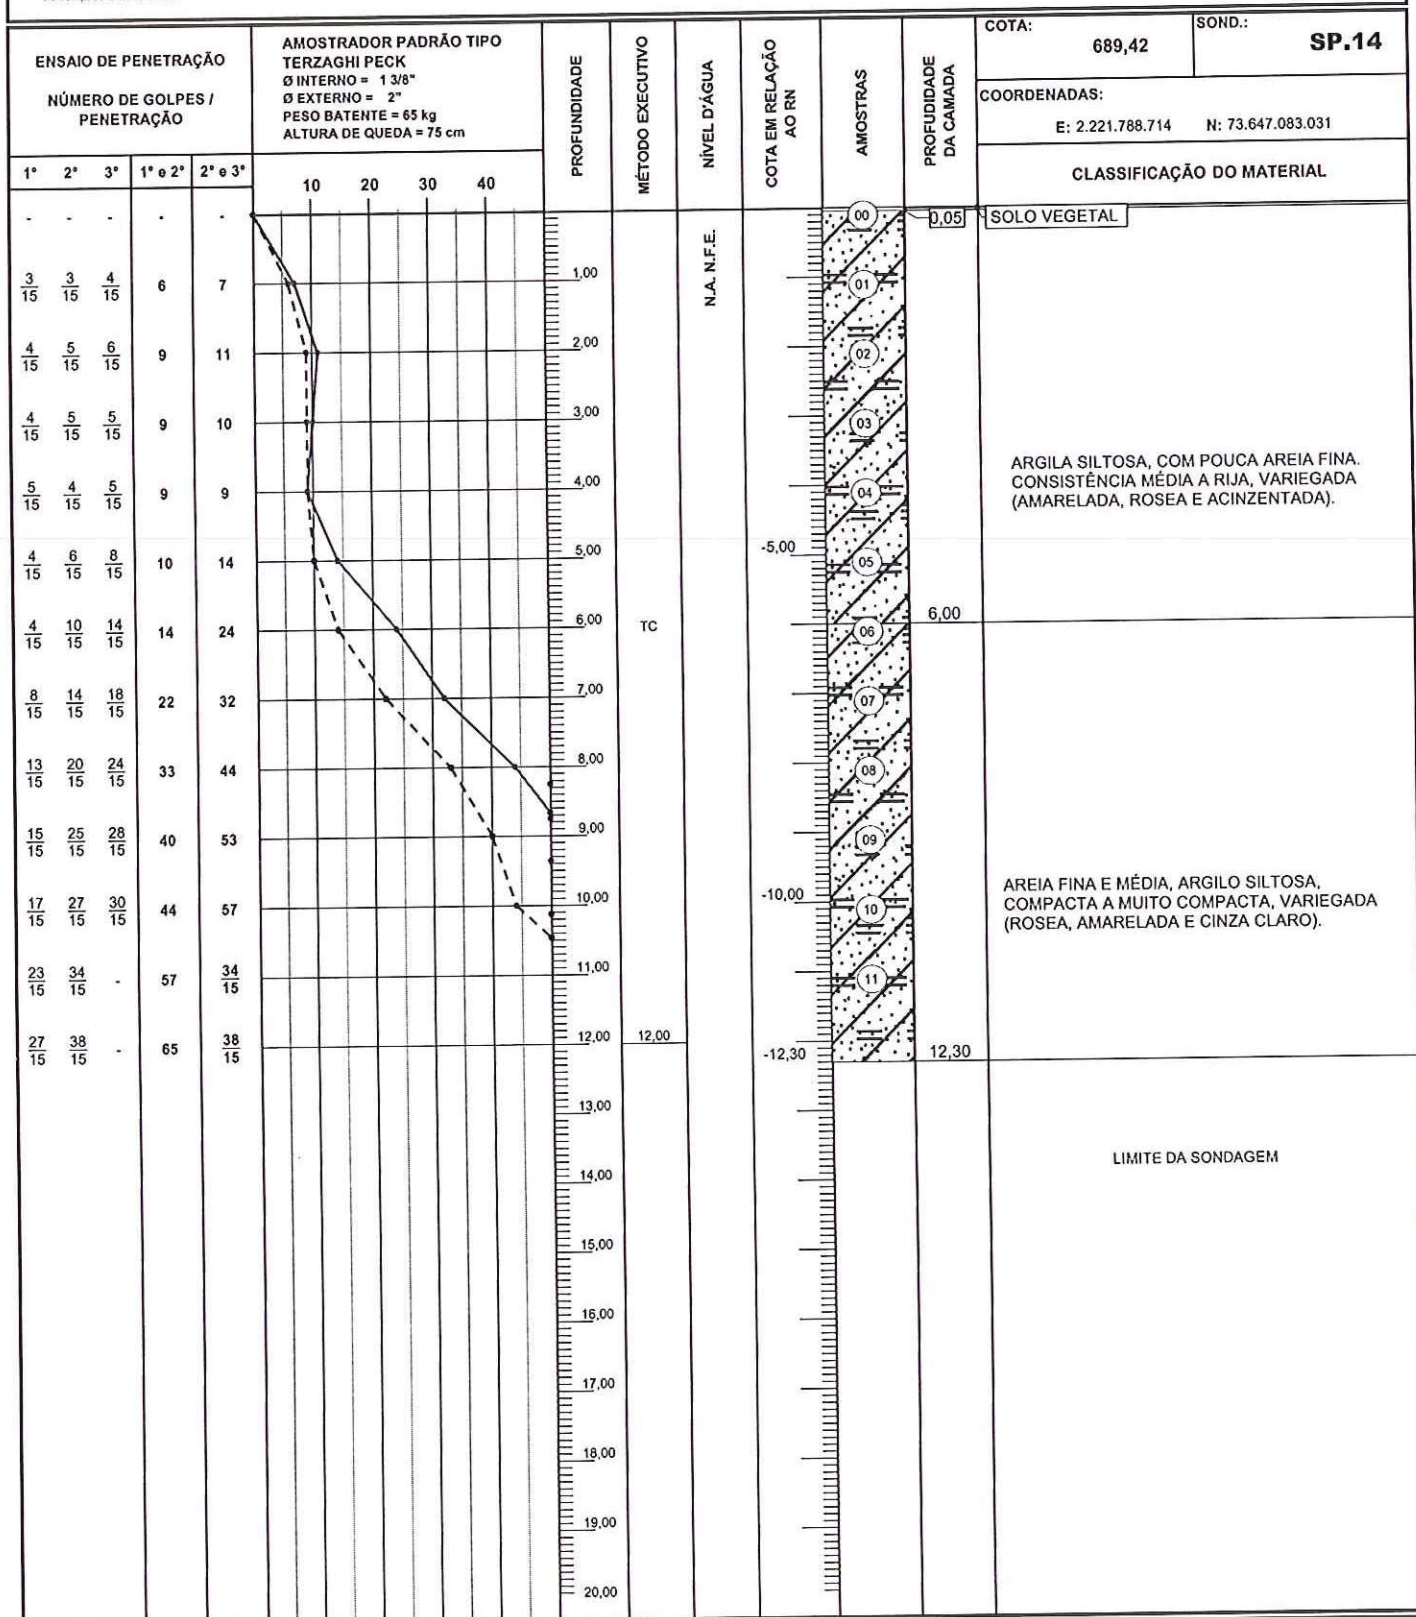 ENSAIO DE PENETRAÇÃO
NÚMERO DE GOLPES /
PENETRAÇÃO
AMOSTRADOR PADRÃO TIPO
TERZAGHI PECK
Ø INTERNO = 1 3/8"
Ø EXTERNO = 2"
PESO BATENTE = 65 kg
ALTURA DE QUEDA = 75 cm
PROFUNDIDADE
MÉTODO EXECUTIVO
NÍVEL D'ÁGUA
COTA EM RELAÇÃO
AO RN
AMOSTRAS
PROFUDIDADE
DA CAMADA
COTA:
689,42
SOND.:
SP.14
COORDENADAS:
E: 2.221.788.714 N: 73.647.083.031
CLASSIFICAÇÃO DO MATERIAL
1° 2° 3° 1° e 2° 2° e 3°
10 20 30 40
- - - - -
00
0,05
SOLO VEGETAL
N.A. N.F.E.
3/15 3/15 4/15 6 7
1,00
01
4/15 5/15 6/15 9 11
2,00
02
4/15 5/15 5/15 9 10
3,00
03
ARGILA SILTOSA, COM POUCA AREIA FINA.
CONSISTÊNCIA MÉDIA A RIJA, VARIEGADA
(AMARELADA, ROSEA E ACINZENTADA).
5/15 4/15 5/15 9 9
4,00
04
4/15 6/15 8/15 10 14
5,00
-5,00
05
4/15 10/15 14/15 14 24
6,00
TC
06
6,00
8/15 14/15 18/15 22 32
7,00
07
13/15 20/15 24/15 33 44
8,00
08
15/15 25/15 28/15 40 53
9,00
09
17/15 27/15 30/15 44 57
10,00
-10,00
10
AREIA FINA E MÉDIA, ARGILO SILTOSA,
COMPACTA A MUITO COMPACTA, VARIEGADA
(ROSEA, AMARELADA E CINZA CLARO).
23/15 34/15 - 57 34/15
11,00
11
27/15 38/15 - 65 38/15
12,00
12,00
-12,30
12,30
13,00
LIMITE DA SONDAGEM
14,00
15,00
16,00
17,00
18,00
19,00
20,00